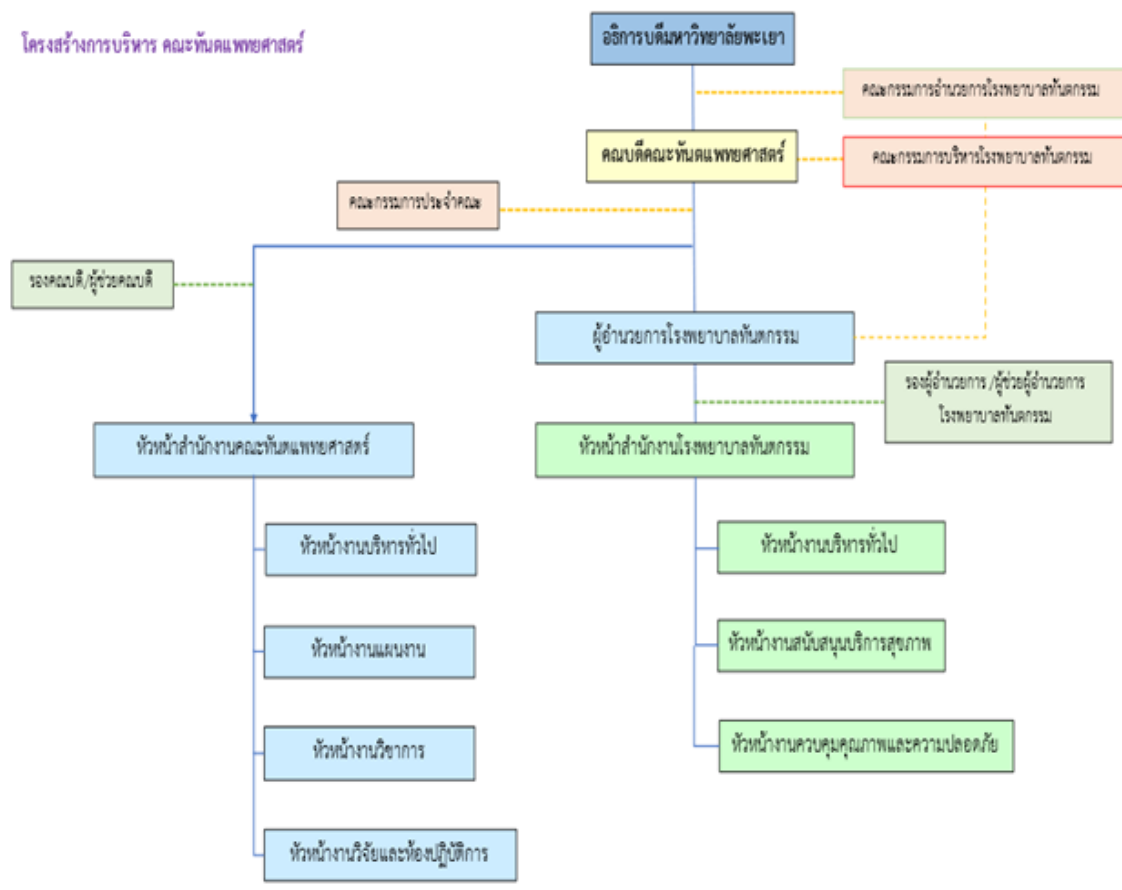 โครงสร้างการบริหาร คณะทันตแพทยศาสตร์
อธิการบดีมหาวิทยาลัยพะเยา
คณะกรรมการอำนวยการโรงพยาบาลทันตกรรม
คณบดีคณะทันตแพทยศาสตร์
คณะกรรมการบริหารโรงพยาบาลทันตกรรม
คณะกรรมการประจำคณะ
รองคณบดี/ผู้ช่วยคณบดี
ผู้อำนวยการโรงพยาบาลทันตกรรม
รองผู้อำนวยการ /ผู้ช่วยผู้อำนวยการ
โรงพยาบาลทันตกรรม
หัวหน้าสำนักงานคณะทันตแพทยศาสตร์
หัวหน้าสำนักงานโรงพยาบาลทันตกรรม
หัวหน้างานบริหารทั่วไป
หัวหน้างานแผนงาน
หัวหน้างานวิชาการ
หัวหน้างานวิจัยและห้องปฏิบัติการ
หัวหน้างานบริหารทั่วไป
หัวหน้างานสนับสนุนบริการสุขภาพ
หัวหน้างานควบคุมคุณภาพและความปลอดภัย